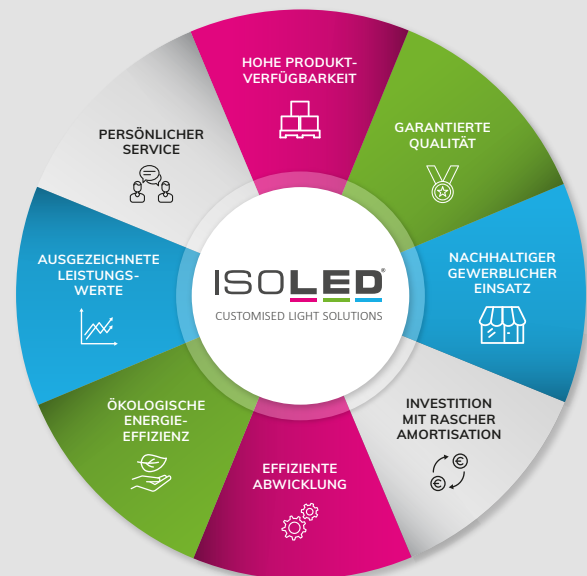 HOHE PRODUKT-
VERFÜGBARKEIT
GARANTIERTE
QUALITÄT
NACHHALTIGER
GEWERBLICHER
EINSATZ
INVESTITION
MIT RASCHER
AMORTISATION
EFFIZIENTE
ABWICKLUNG
ÖKOLOGISCHE
ENERGIE-
EFFIZIENZ
AUSGEZEICHNETE
LEISTUNGS-
WERTE
PERSÖNLICHER
SERVICE
ISOLED®
CUSTOMISED LIGHT SOLUTIONS